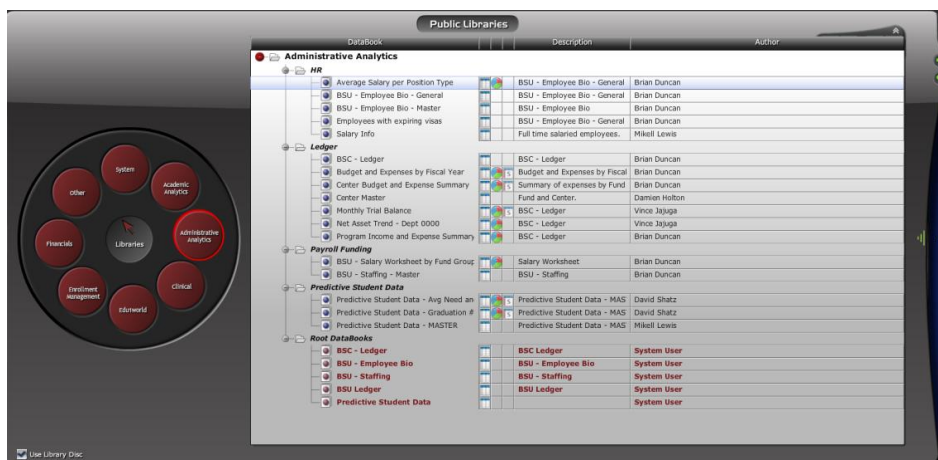 Public Libraries
DataBook Description Author
Administrative Analytics
HR
Average Salary per Position Type BSU - Employee Bio - General Brian Duncan
BSU - Employee Bio - General BSU - Employee Bio - General Brian Duncan
BSU - Employee Bio - Master BSU - Employee Bio Brian Duncan
Employees with expiring visas BSU - Employee Bio - General Brian Duncan
Salary Info Full time salaried employees. Mikell Lewis
Ledger
BSC - Ledger BSC - Ledger Brian Duncan
Budget and Expenses by Fiscal Year S Budget and Expenses by Fiscal Brian Duncan
Center Budget and Expense Summary S Summary of expenses by Fund Brian Duncan
Center Master Fund and Center. Damien Holton
Monthly Trial Balance S BSC - Ledger Vince Jajuga
Net Asset Trend - Dept 0000 BSC - Ledger Vince Jajuga
Program Income and Expense Summary BSC - Ledger Brian Duncan
Payroll Funding
BSU - Salary Worksheet by Fund Group Salary Worksheet Brian Duncan
BSU - Staffing - Master BSU - Staffing Brian Duncan
Predictive Student Data
Predictive Student Data - Avg Need an S Predictive Student Data - MAS David Shatz
Predictive Student Data - Graduation # S Predictive Student Data - MAS David Shatz
Predictive Student Data - MASTER Predictive Student Data - MAS Mikell Lewis
Root DataBooks
BSC - Ledger BSC Ledger System User
BSU - Employee Bio BSU - Employee Bio System User
BSU - Staffing BSU - Staffing System User
BSU Ledger BSU Ledger System User
Predictive Student Data System User
System
Academic
Analytics
Administrative
Analytics
Clinical
Eduworld
Enrollment
Management
Financials
Other
Libraries
Use Library Disc